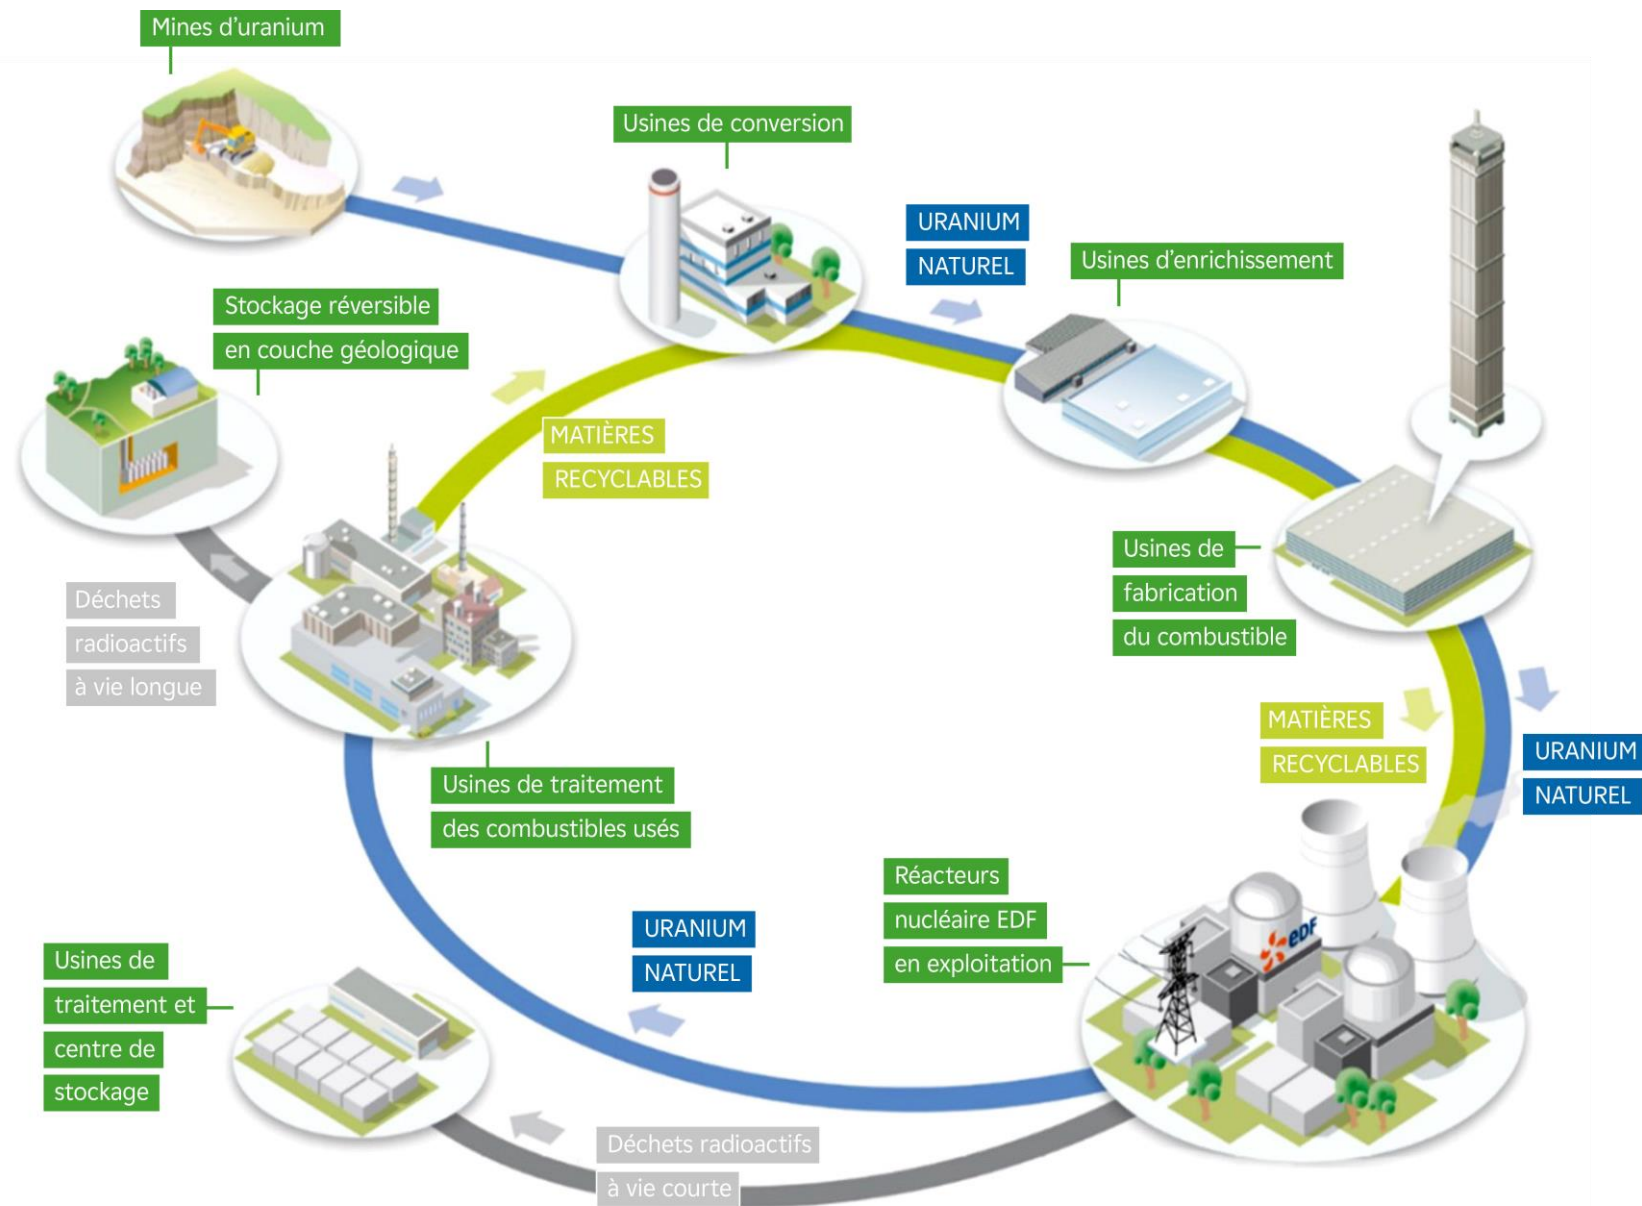 Mines d'uranium
Usines de conversion
URANIUM
NATUREL
Usines d'enrichissement
Stockage réversible
en couche géologique
MATIÈRES
RECYCLABLES
Déchets
radioactifs
à vie longue
Usines de
fabrication
du combustible
MATIÈRES
RECYCLABLES
URANIUM
NATUREL
Usines de traitement
des combustibles usés
Réacteurs
nucléaire EDF
en exploitation
edF
URANIUM
NATUREL
Usines de
traitement et
centre de
stockage
Déchets radioactifs
à vie courte